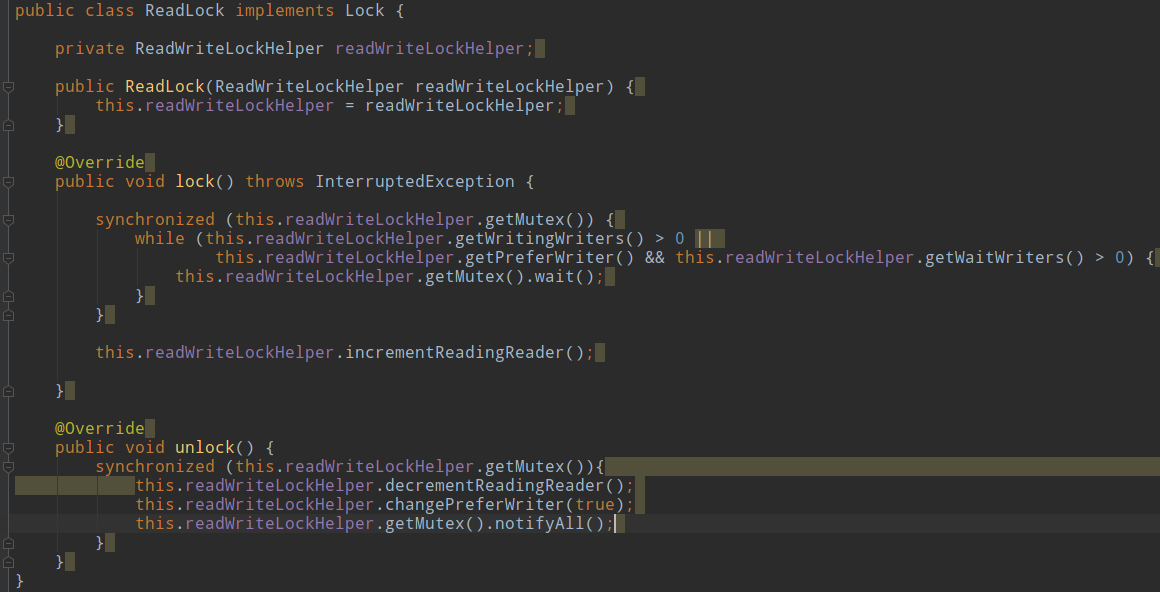 public class ReadLock implements Lock {
private ReadWriteLockHelper readWriteLockHelper;
public ReadLock(ReadWriteLockHelper readWriteLockHelper) {
this.readWriteLockHelper = readWriteLockHelper;
}
@Override
public void lock() throws InterruptedException {
synchronized (this.readWriteLockHelper.getMutex()) {
while (this.readWriteLockHelper.getWritingWriters() > 0 ||
this.readWriteLockHelper.getPreferWriter() && this.readWriteLockHelper.getWaitWriters() > 0) {
this.readWriteLockHelper.getMutex().wait();
}
}
this.readWriteLockHelper.incrementReadingReader();
}
@Override
public void unlock() {
synchronized (this.readWriteLockHelper.getMutex()){
this.readWriteLockHelper.decrementReadingReader();
this.readWriteLockHelper.changePreferWriter(true);
this.readWriteLockHelper.getMutex().notifyAll();
}
}
}